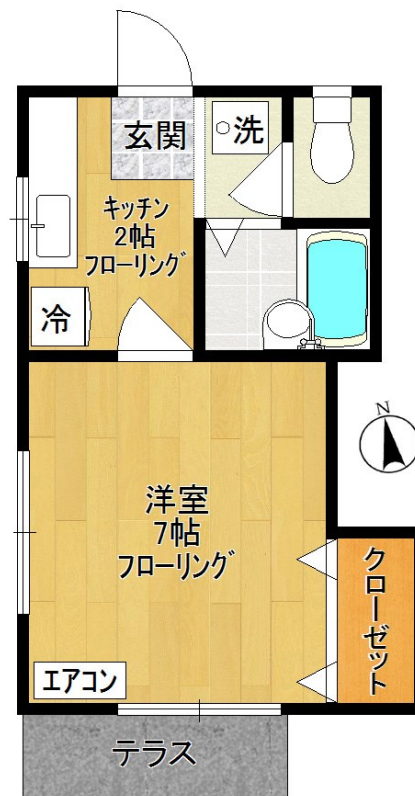 玄関
洗
キッチン
2帖
フローリング
冷
N
洋室
7帖
フローリング
クローゼット
エアコン
テラス